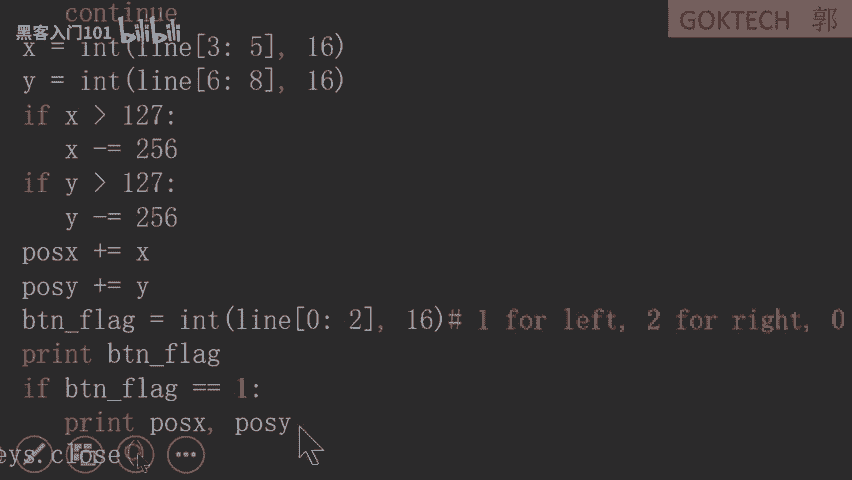 continue
黑客入门101 bilibili
GOKTECH 郭
x = int(line[3: 5], 16)
y = int(line[6: 8], 16)
if x > 127:
x -= 256
if y > 127:
y -= 256
posx += x
posy += y
btn_flag = int(line[0: 2], 16)# 1 for left, 2 for right, 0
print btn_flag
if btn_flag == 1:
print posx, posy
eys.close